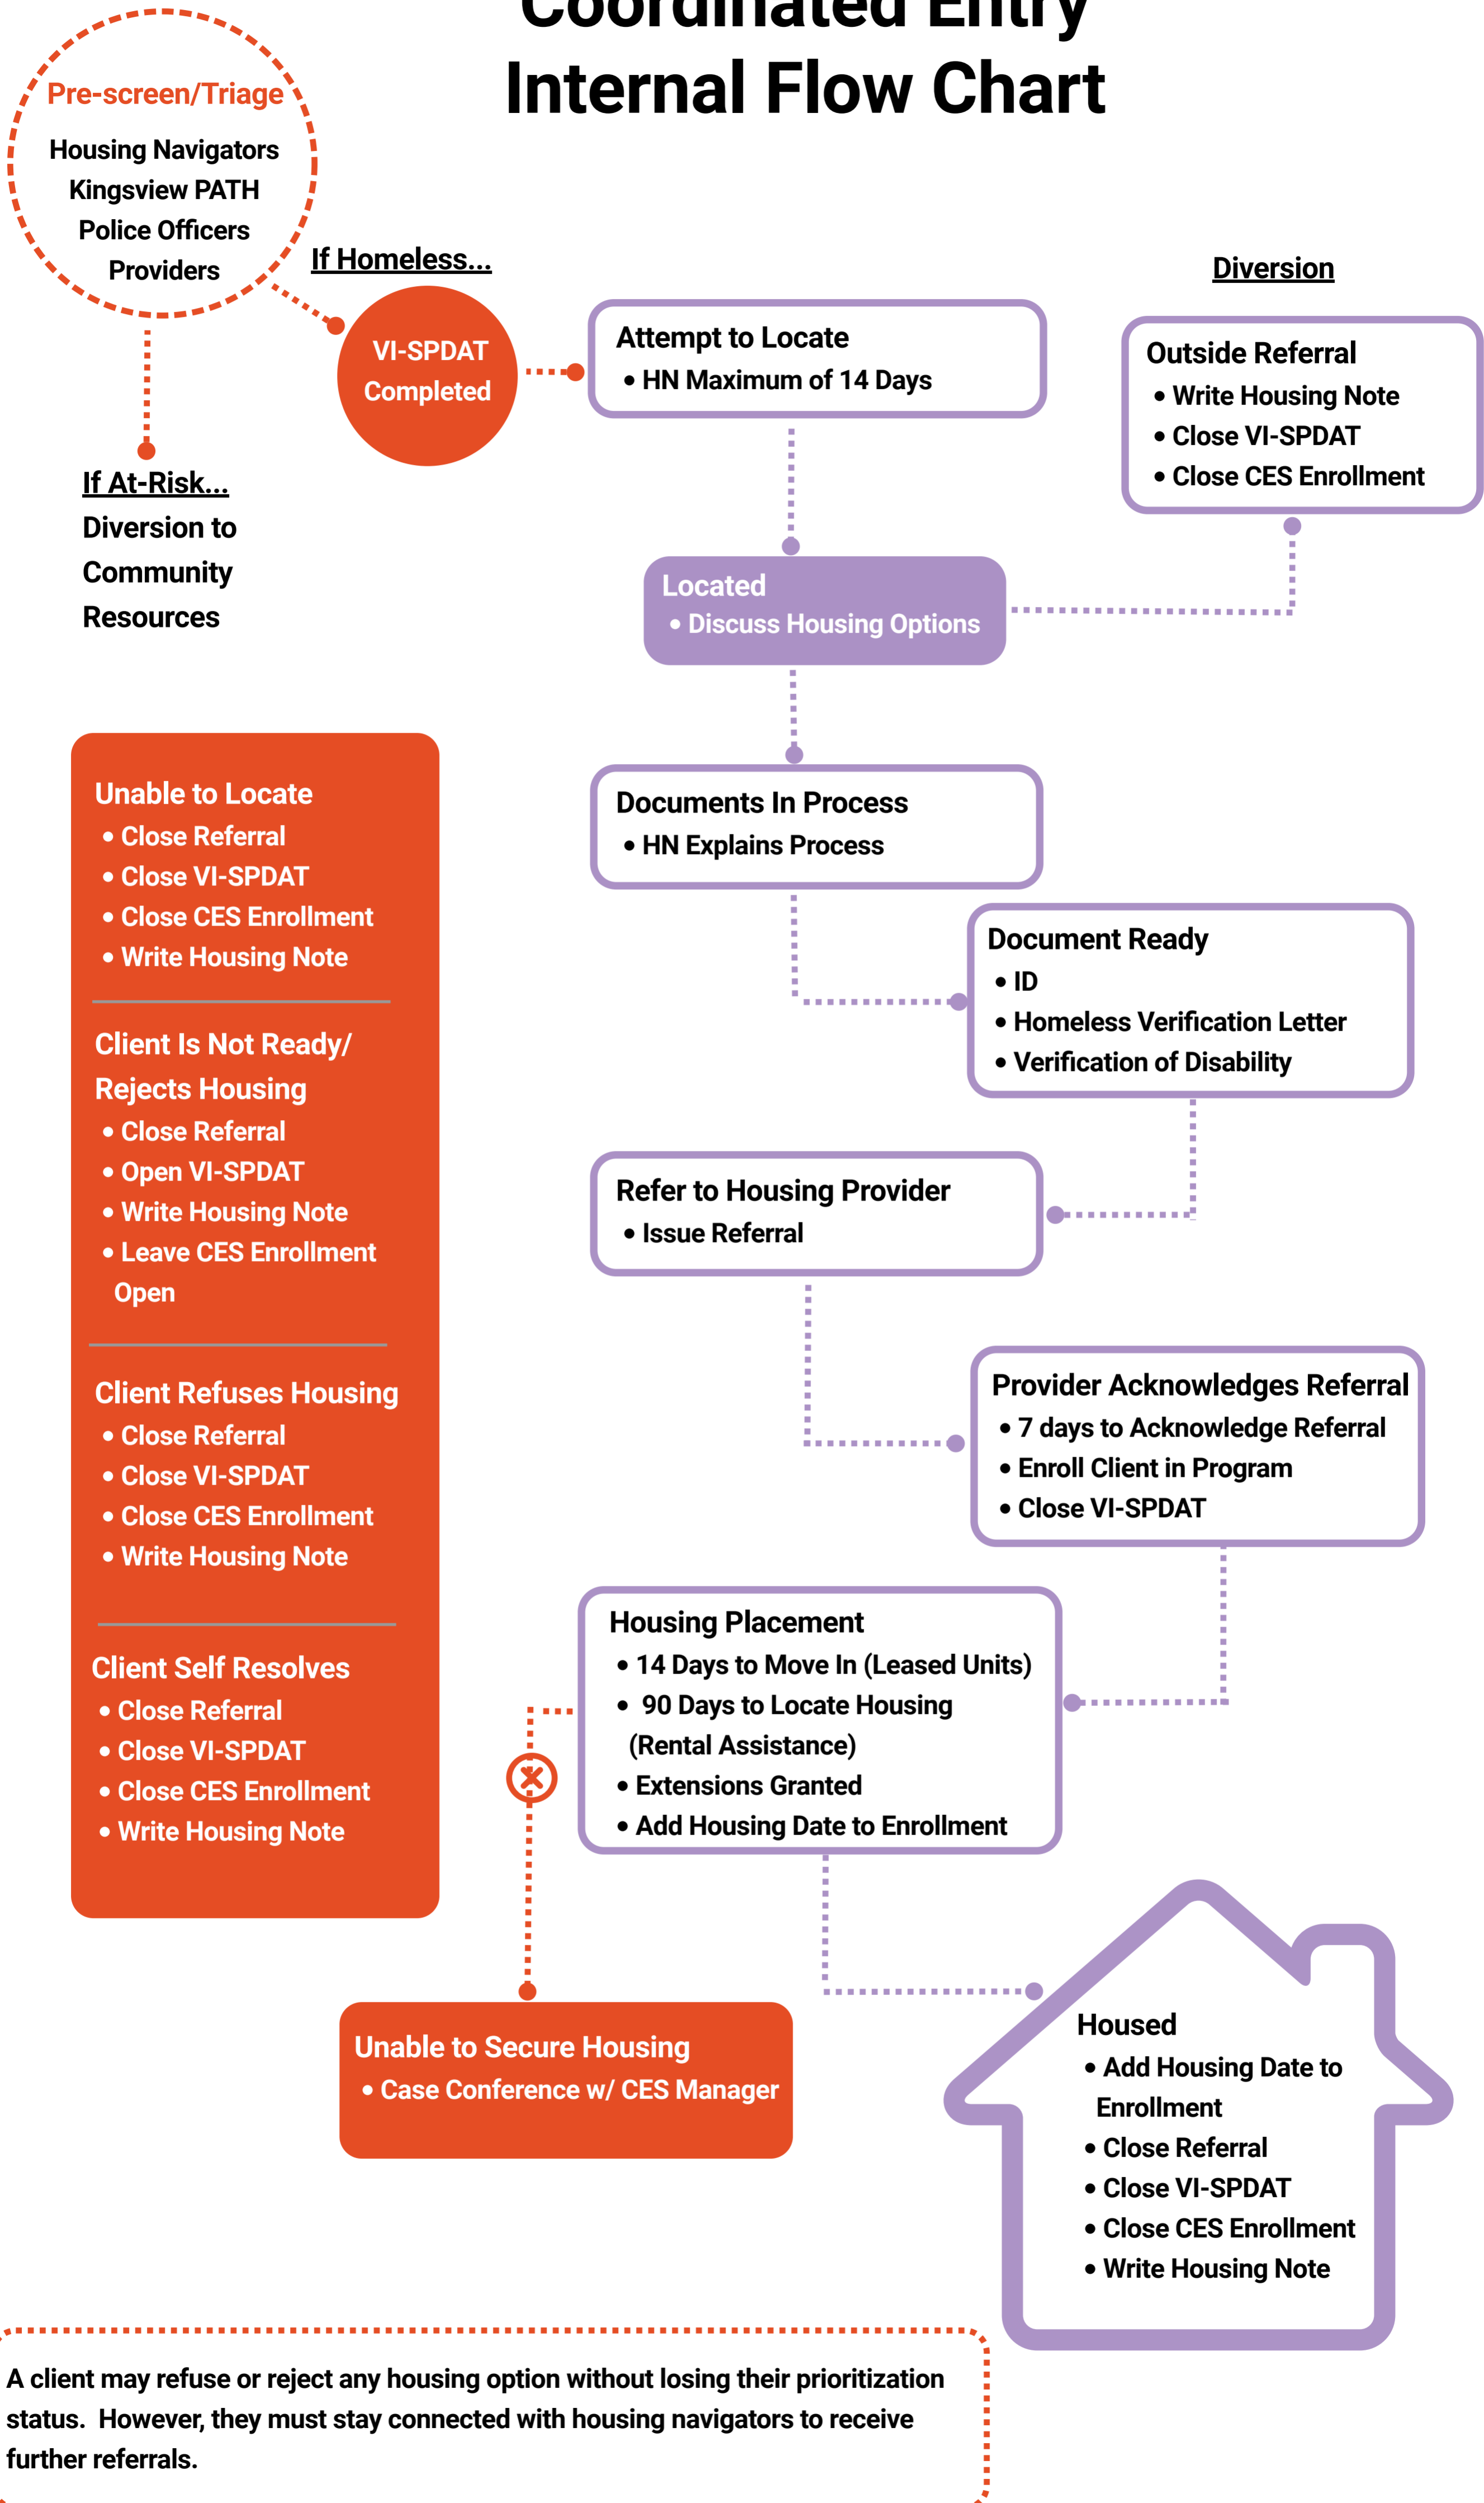 Coordinated Entry
Internal Flow Chart
Pre-screen/Triage
Housing Navigators
Kingsview PATH
Police Officers
Providers
If Homeless...
VI-SPDAT
Completed
If At-Risk...
Diversion to
Community
Resources
Attempt to Locate
• HN Maximum of 14 Days
Diversion
Outside Referral
• Write Housing Note
• Close VI-SPDAT
• Close CES Enrollment
Located
• Discuss Housing Options
Documents In Process
• HN Explains Process
Document Ready
• ID
• Homeless Verification Letter
• Verification of Disability
Refer to Housing Provider
• Issue Referral
Provider Acknowledges Referral
• 7 days to Acknowledge Referral
• Enroll Client in Program
• Close VI-SPDAT
Housing Placement
• 14 Days to Move In (Leased Units)
• 90 Days to Locate Housing
(Rental Assistance)
• Extensions Granted
• Add Housing Date to Enrollment
Unable to Locate
• Close Referral
• Close VI-SPDAT
• Close CES Enrollment
• Write Housing Note
Client Is Not Ready/
Rejects Housing
• Close Referral
• Open VI-SPDAT
• Write Housing Note
• Leave CES Enrollment
Open
Client Refuses Housing
• Close Referral
• Close VI-SPDAT
• Close CES Enrollment
• Write Housing Note
Client Self Resolves
• Close Referral
• Close VI-SPDAT
• Close CES Enrollment
• Write Housing Note
Unable to Secure Housing
• Case Conference w/ CES Manager
Housed
• Add Housing Date to
Enrollment
• Close Referral
• Close VI-SPDAT
• Close CES Enrollment
• Write Housing Note
A client may refuse or reject any housing option without losing their prioritization
status.  However, they must stay connected with housing navigators to receive
further referrals.